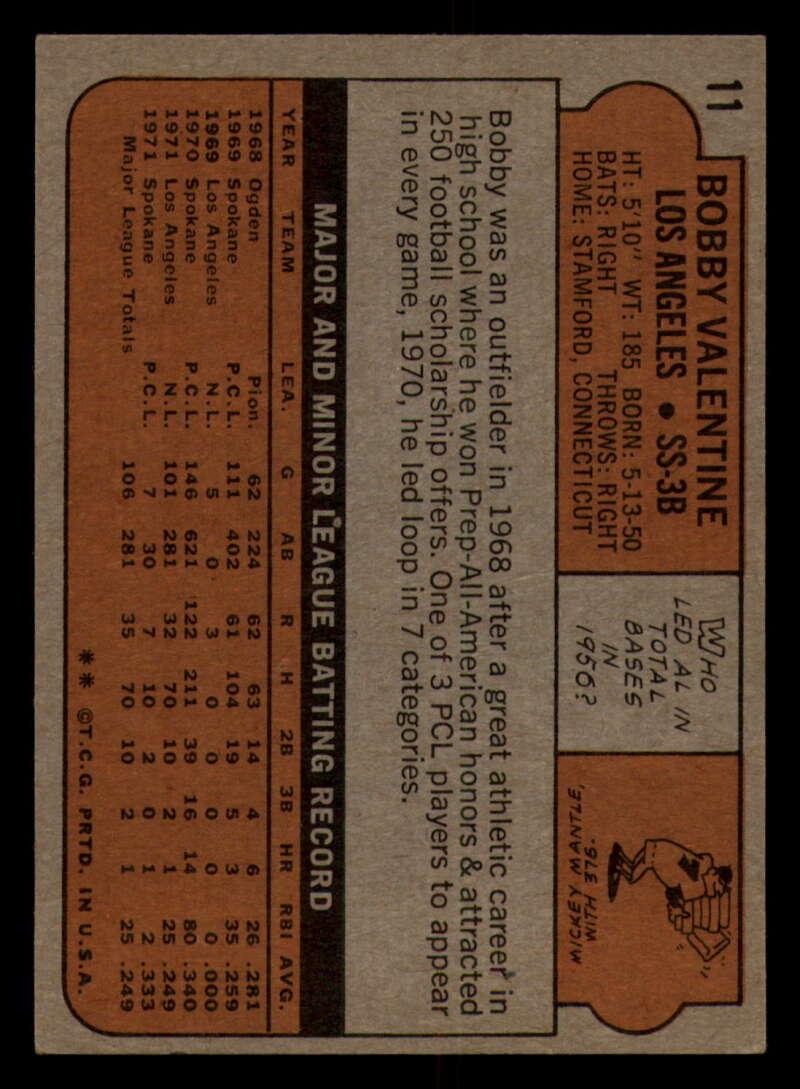 11
BOBBY VALENTINE
LOS ANGELES • SS-3B
HT: 5'10" WT: 185 BORN: 5-13-50
BATS: RIGHT THROWS: RIGHT
HOME: STAMFORD, CONNECTICUT
WHO
LED AL IN
TOTAL
BASES
IN
1956?
MICKEY MANTLE,
WITH 376.
Bobby was an outfielder in 1968 after a great athletic career in
high school where he won Prep-All-American honors & attracted
250 football scholarship offers. One of 3 PCL players to appear
in every game, 1970, he led loop in 7 categories.
MAJOR AND MINOR LEAGUE BATTING RECORD
YEAR TEAM LEA. G AB R H 2B 3B HR RBI AVG.
1968 Ogden Pion. 62 224 62 63 14 4 6 26 .281
1969 Spokane P.C.L. 111 402 61 104 19 5 3 35 .259
1969 Los Angeles N.L. 5 0 3 0 0 0 0 0 .000
1970 Spokane P.C.L. 146 621 122 211 39 16 14 80 .340
1971 Los Angeles N.L. 101 281 32 70 10 2 1 25 .249
1971 Spokane P.C.L. 7 30 7 10 2 0 1 2 .333
Major League Totals 106 281 35 70 10 2 1 25 .249
** ©T.C.G. PRTD. IN U.S.A.